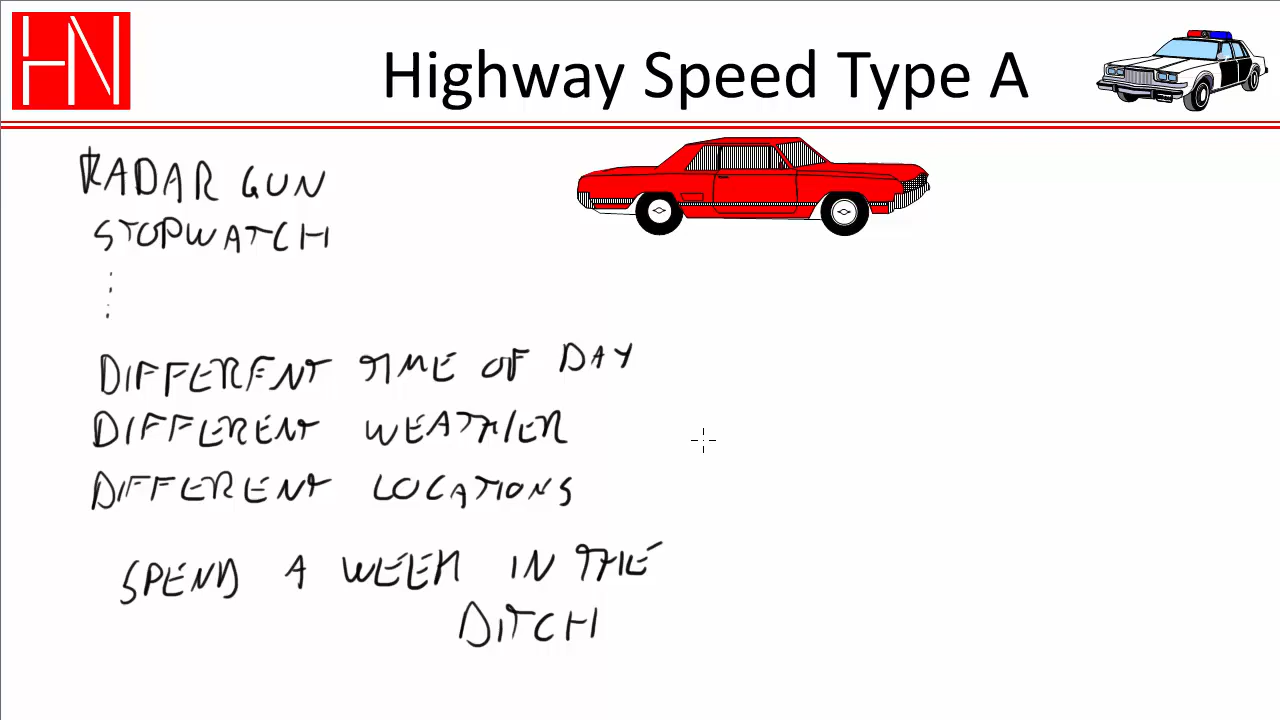 HN
Highway Speed Type A
RADAR GUN
STOPWATCH
DIFFERENT TIME OF DAY
DIFFERENT WEATHER
DIFFERENT LOCATIONS
SPEND A WEEK IN THE
DITCH